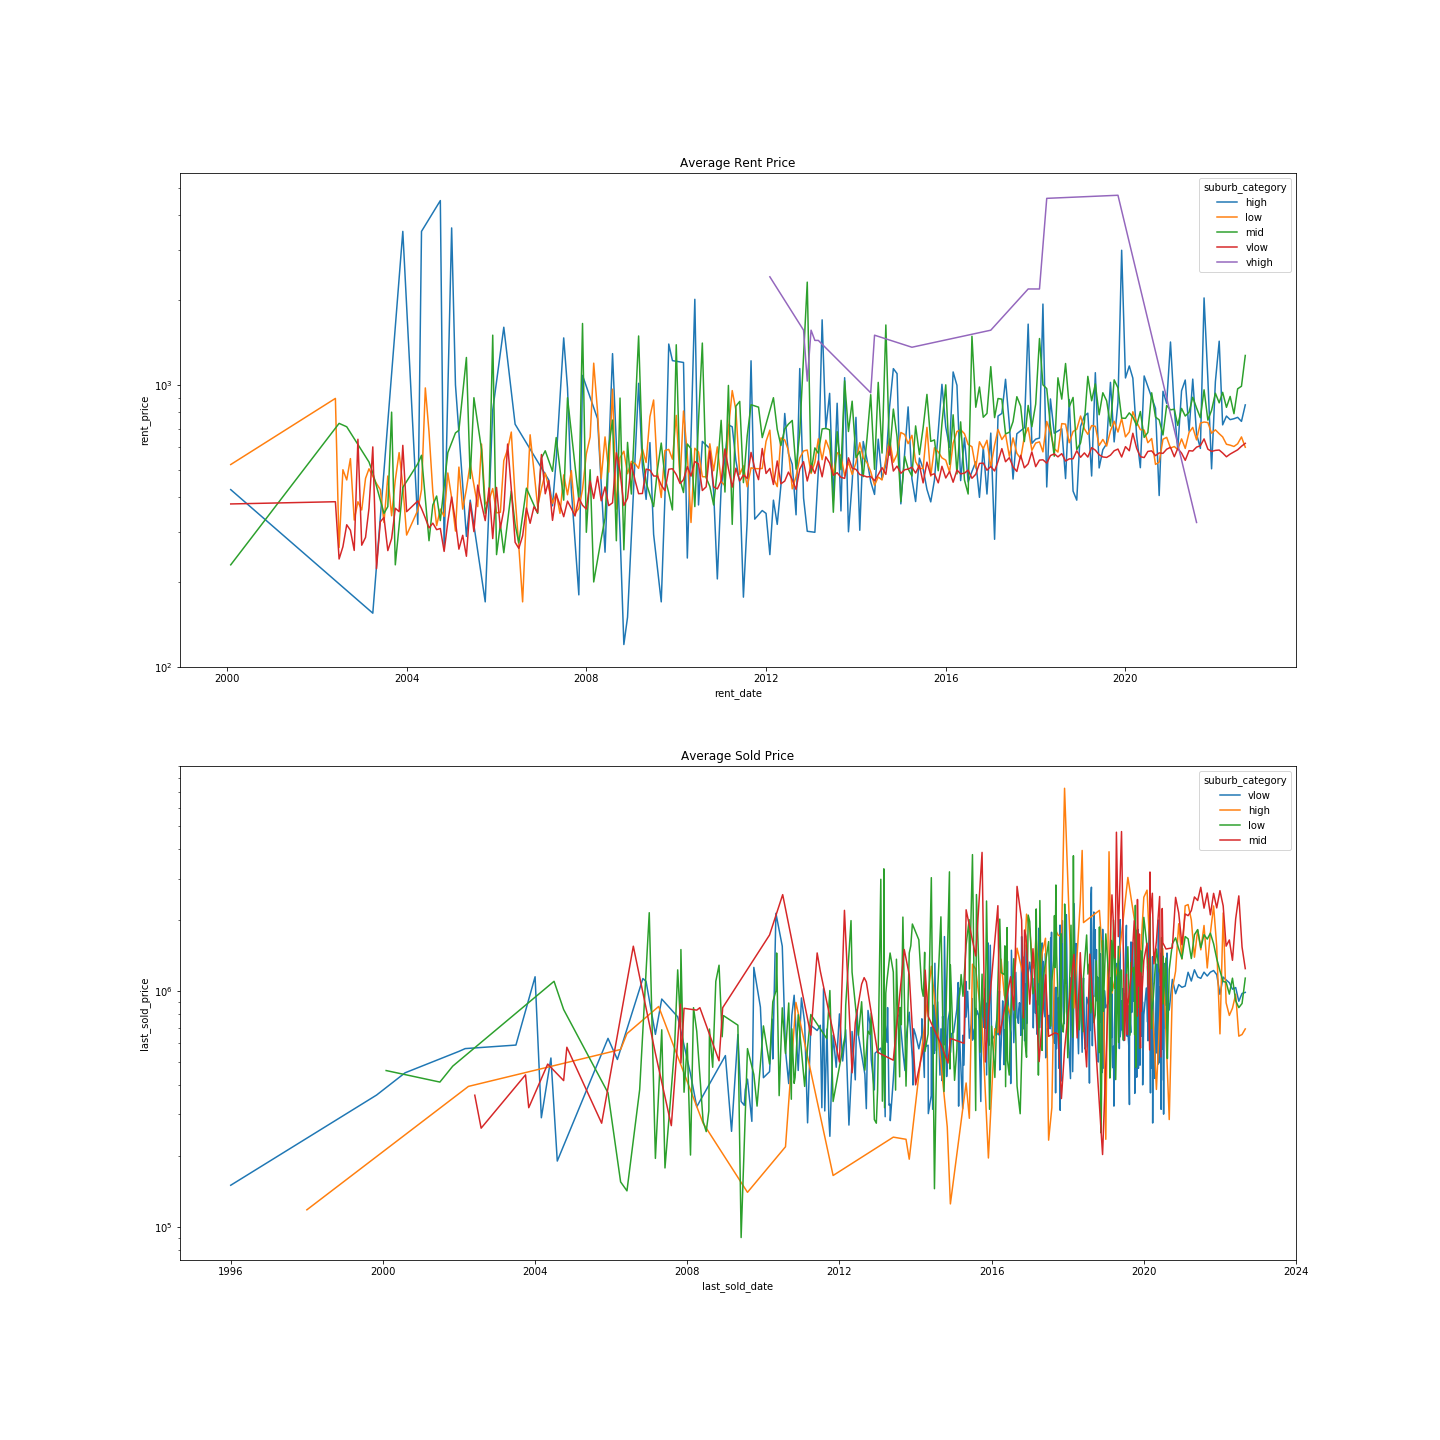 Average Rent Price
suburb_category
high
low
mid
vlow
vhigh
10³
10²
rent_price
2000 2004 2008 2012 2016 2020
rent_date
Average Sold Price
suburb_category
vlow
high
low
mid
10⁶
10⁵
last_sold_price
1996 2000 2004 2008 2012 2016 2020 2024
last_sold_date